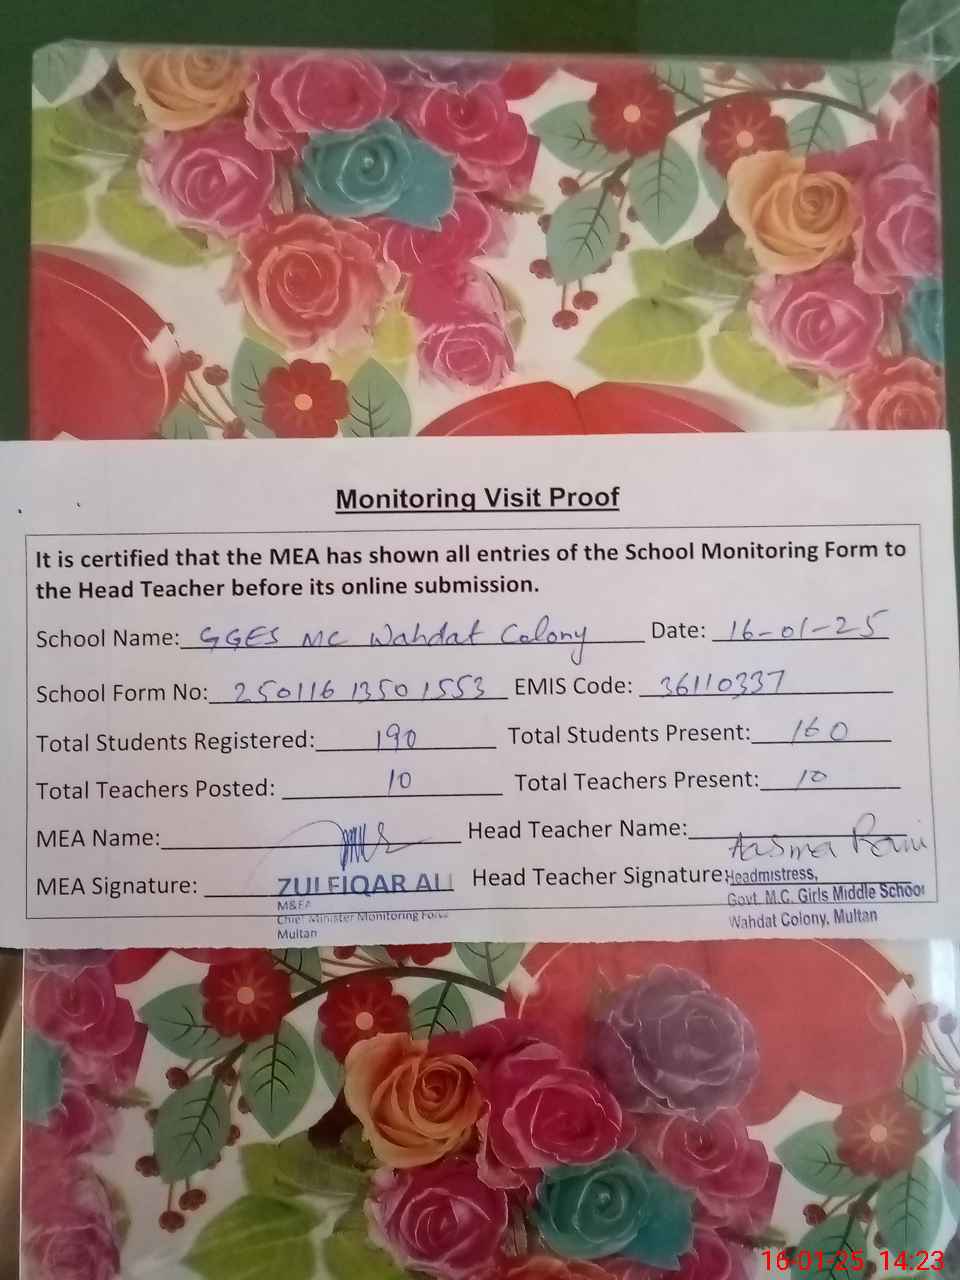 Monitoring Visit Proof
It is certified that the MEA has shown all entries of the School Monitoring Form to
the Head Teacher before its online submission.
School Name: GGES MC Wahdat Colony Date: 16-01-25
School Form No: 250116 13501553 EMIS Code: 36110337
Total Students Registered: 190 Total Students Present: 160
Total Teachers Posted: 10 Total Teachers Present: 10
MEA Name: Head Teacher Name:
Aasma Rani
MEA Signature: ZULFIQAR ALI Head Teacher Signature: Headmistress,
M&EA Govt. M.C. Girls Middle School
Chief Minister Monitoring Force Wahdat Colony, Multan
Multan
16-01-25 14:23